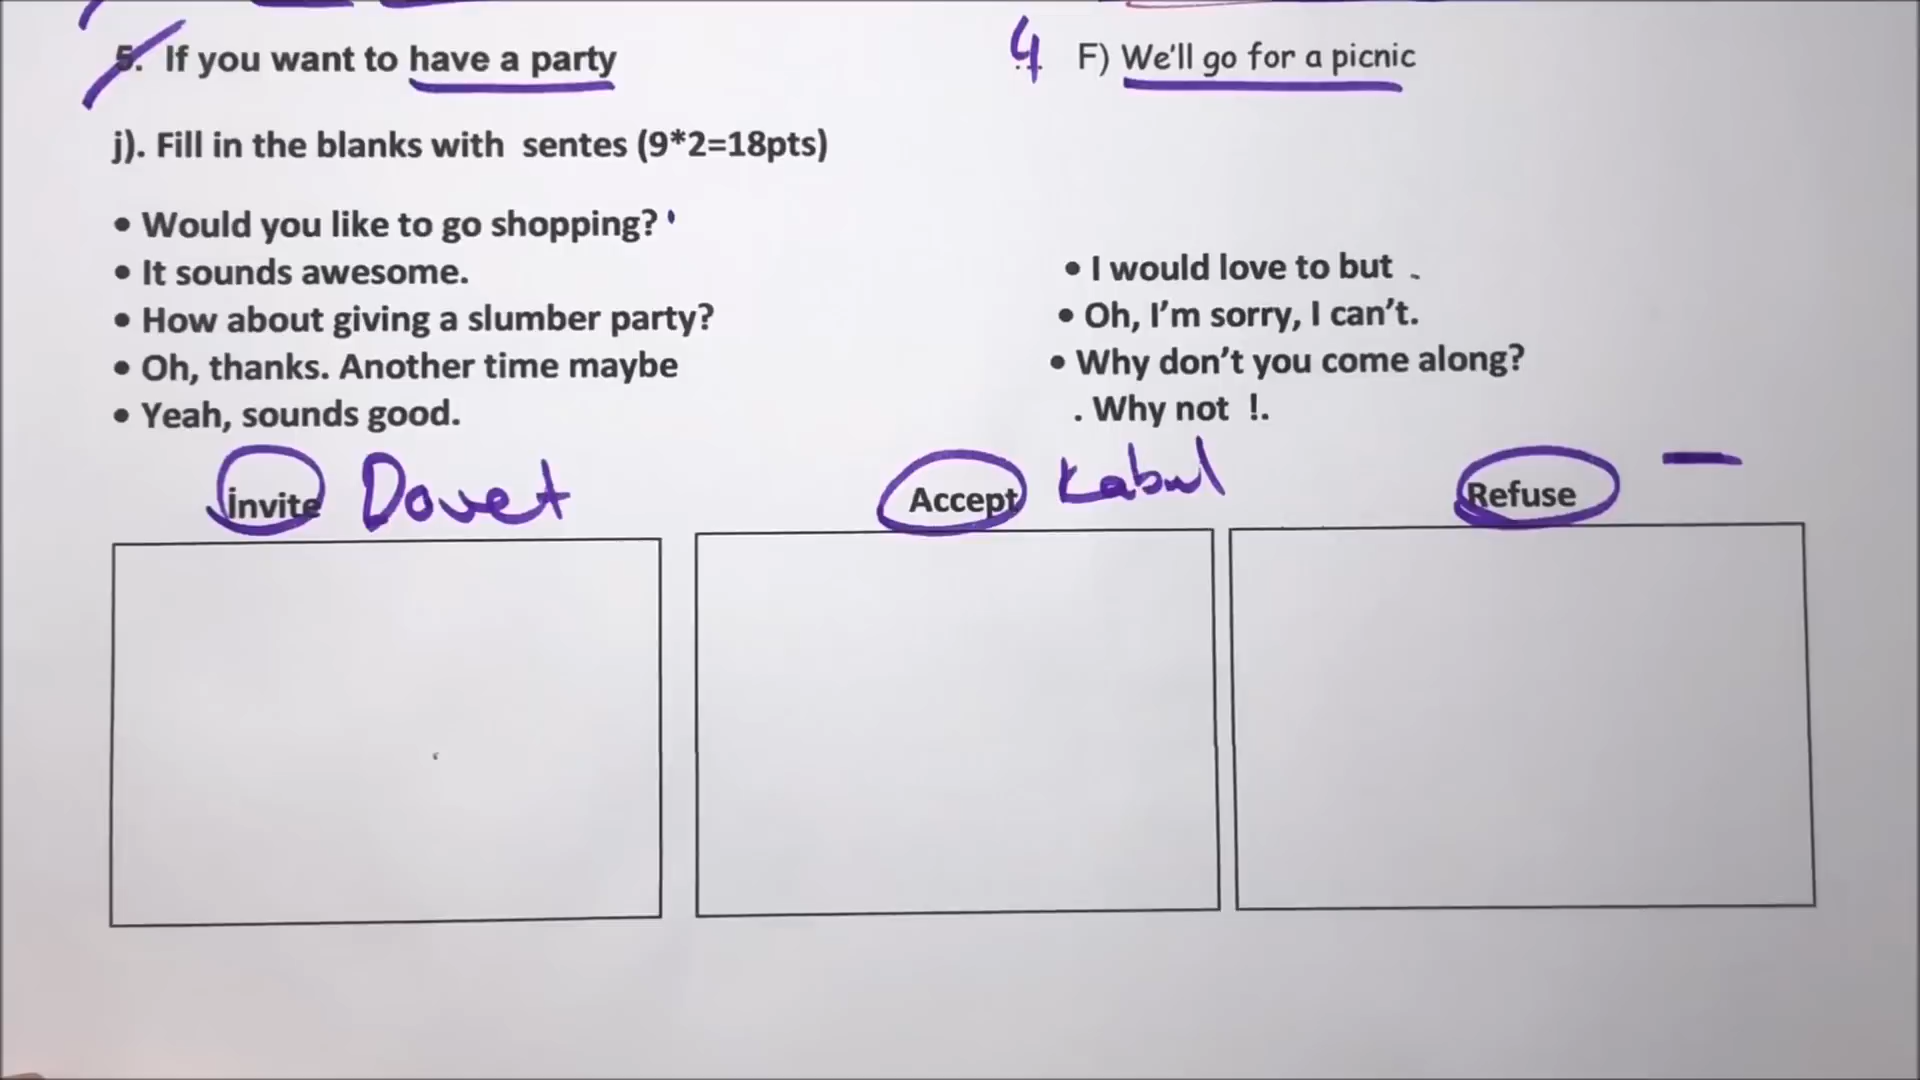 5. If you want to have a party
4 F) We'll go for a picnic
j). Fill in the blanks with sentes (9*2=18pts)
• Would you like to go shopping?
• It sounds awesome.
• How about giving a slumber party?
• Oh, thanks. Another time maybe
• Yeah, sounds good.
• I would love to but .
• Oh, I'm sorry, I can't.
• Why don't you come along?
. Why not !.
İnvite Davet
Accept Kabul
Refuse –